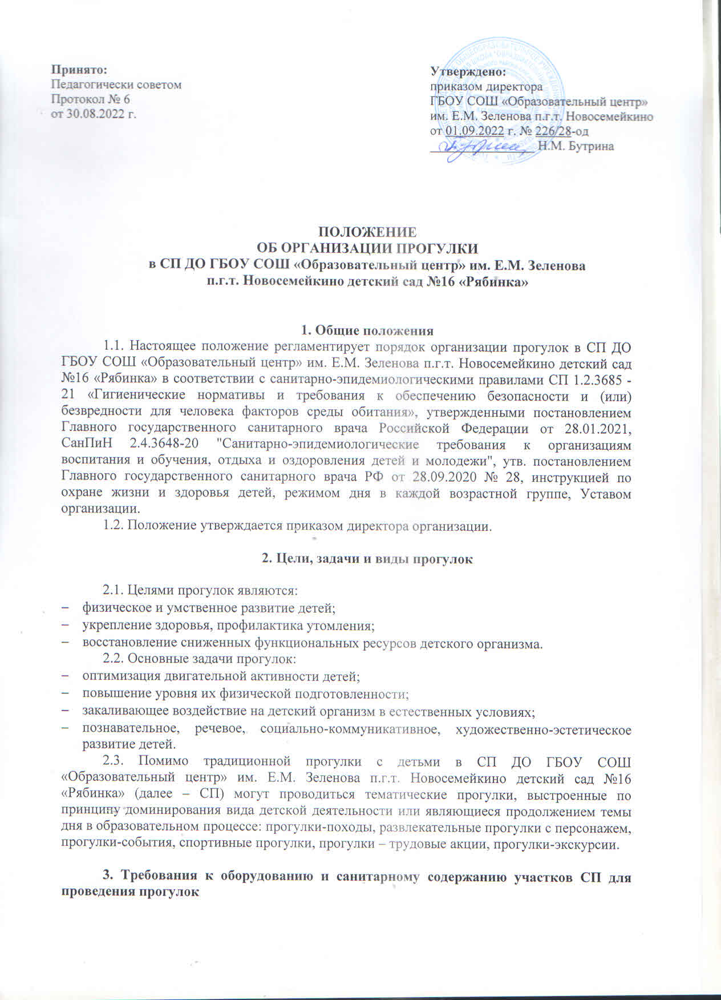 Принято:
Педагогически советом
Протокол № 6
от 30.08.2022 г.
Утверждено:
приказом директора
ГБОУ СОШ «Образовательный центр»
им. Е.М. Зеленова п.г.т. Новосемейкино
от 01.09.2022 г. № 226/28-од
Н.М. Бутрина
ПОЛОЖЕНИЕ
ОБ ОРГАНИЗАЦИИ ПРОГУЛКИ
в СП ДО ГБОУ СОШ «Образовательный центр» им. Е.М. Зеленова
п.г.т. Новосемейкино детский сад №16 «Рябинка»
1. Общие положения
1.1. Настоящее положение регламентирует порядок организации прогулок в СП ДО
ГБОУ СОШ «Образовательный центр» им. Е.М. Зеленова п.г.т. Новосемейкино детский сад
№16 «Рябинка» в соответствии с санитарно-эпидемиологическими правилами СП 1.2.3685 -
21 «Гигиенические нормативы и требования к обеспечению безопасности и (или)
безвредности для человека факторов среды обитания», утвержденными постановлением
Главного государственного санитарного врача Российской Федерации от 28.01.2021,
СанПиН 2.4.3648-20 "Санитарно-эпидемиологические требования к организациям
воспитания и обучения, отдыха и оздоровления детей и молодежи", утв. постановлением
Главного государственного санитарного врача РФ от 28.09.2020 № 28, инструкцией по
охране жизни и здоровья детей, режимом дня в каждой возрастной группе, Уставом
организации.
1.2. Положение утверждается приказом директора организации.
2. Цели, задачи и виды прогулок
2.1. Целями прогулок являются:
– физическое и умственное развитие детей;
– укрепление здоровья, профилактика утомления;
– восстановление сниженных функциональных ресурсов детского организма.
2.2. Основные задачи прогулок:
– оптимизация двигательной активности детей;
– повышение уровня их физической подготовленности;
– закаливающее воздействие на детский организм в естественных условиях;
– познавательное, речевое, социально-коммуникативное, художественно-эстетическое
развитие детей.
2.3. Помимо традиционной прогулки с детьми в СП ДО ГБОУ СОШ
«Образовательный центр» им. Е.М. Зеленова п.г.т. Новосемейкино детский сад №16
«Рябинка» (далее – СП) могут проводиться тематические прогулки, выстроенные по
принципу доминирования вида детской деятельности или являющиеся продолжением темы
дня в образовательном процессе: прогулки-походы, развлекательные прогулки с персонажем,
прогулки-события, спортивные прогулки, прогулки – трудовые акции, прогулки-экскурсии.
3. Требования к оборудованию и санитарному содержанию участков СП для
проведения прогулок